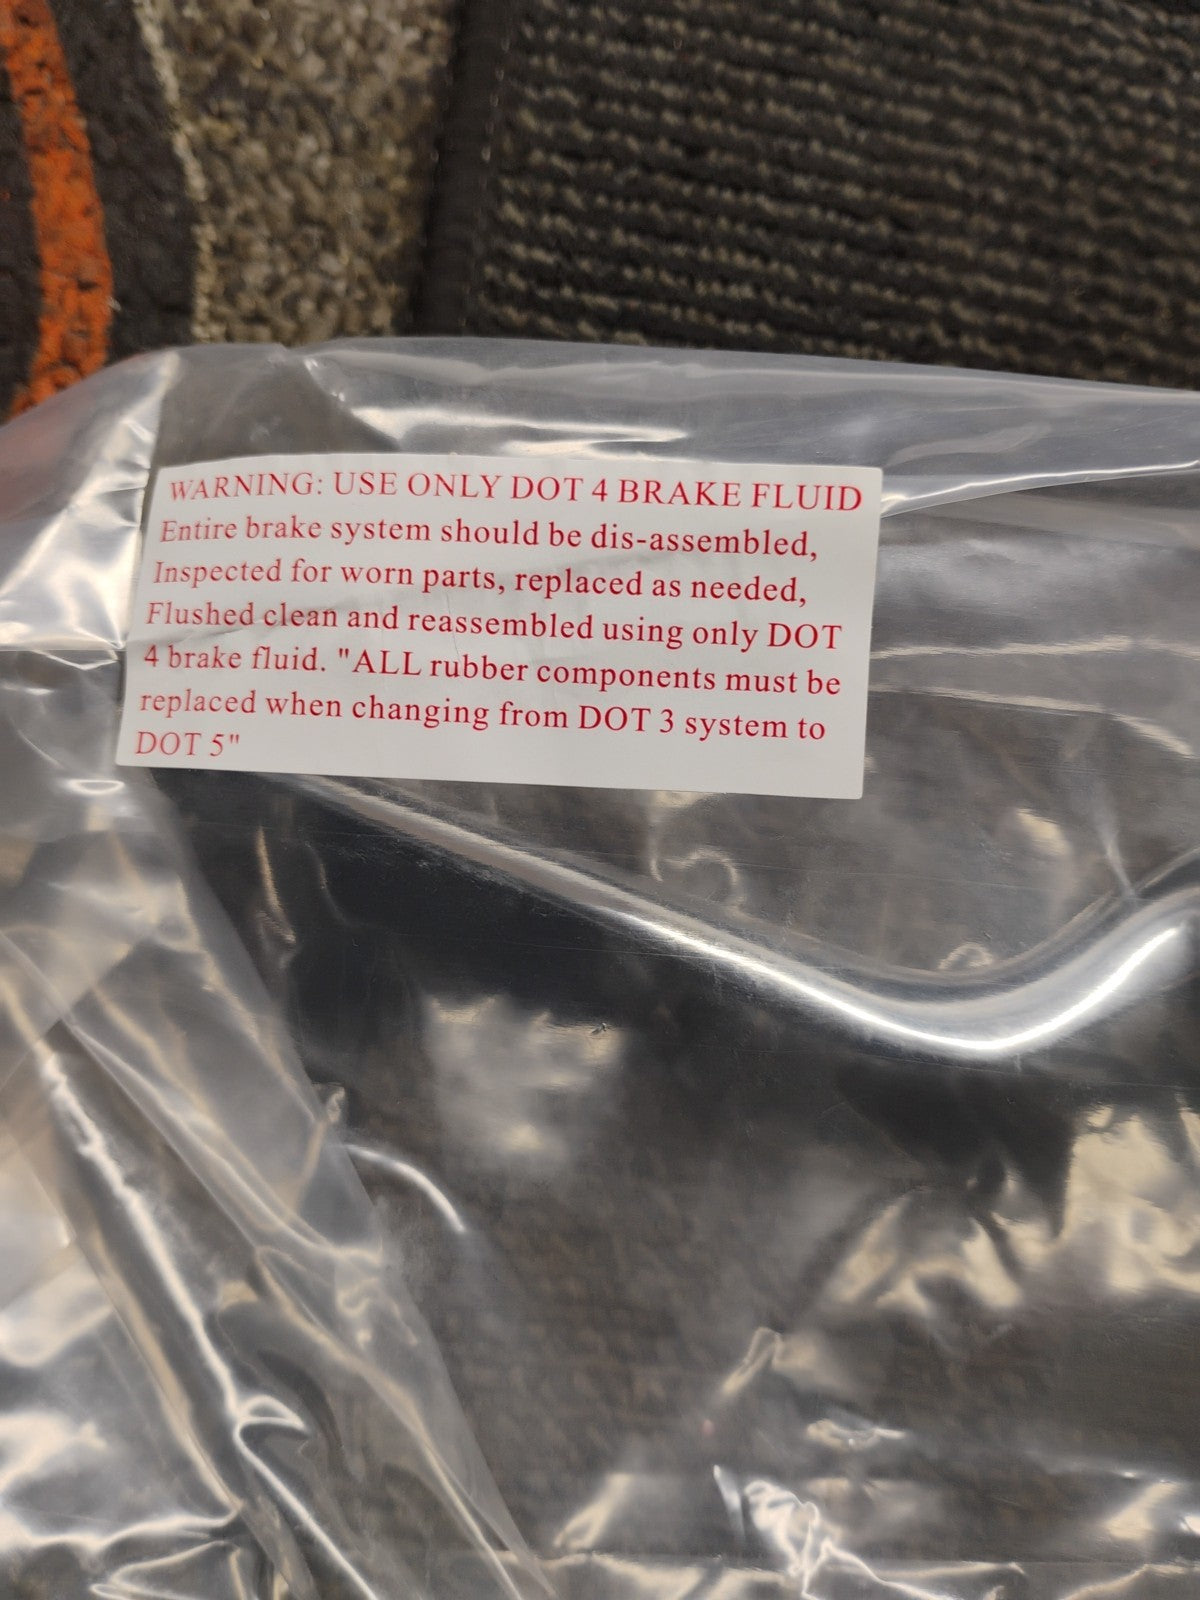 WARNING: USE ONLY DOT 4 BRAKE FLUID
Entire brake system should be dis-assembled,
Inspected for worn parts, replaced as needed,
Flushed clean and reassembled using only DOT
4 brake fluid. "ALL rubber components must be
replaced when changing from DOT 3 system to
DOT 5"